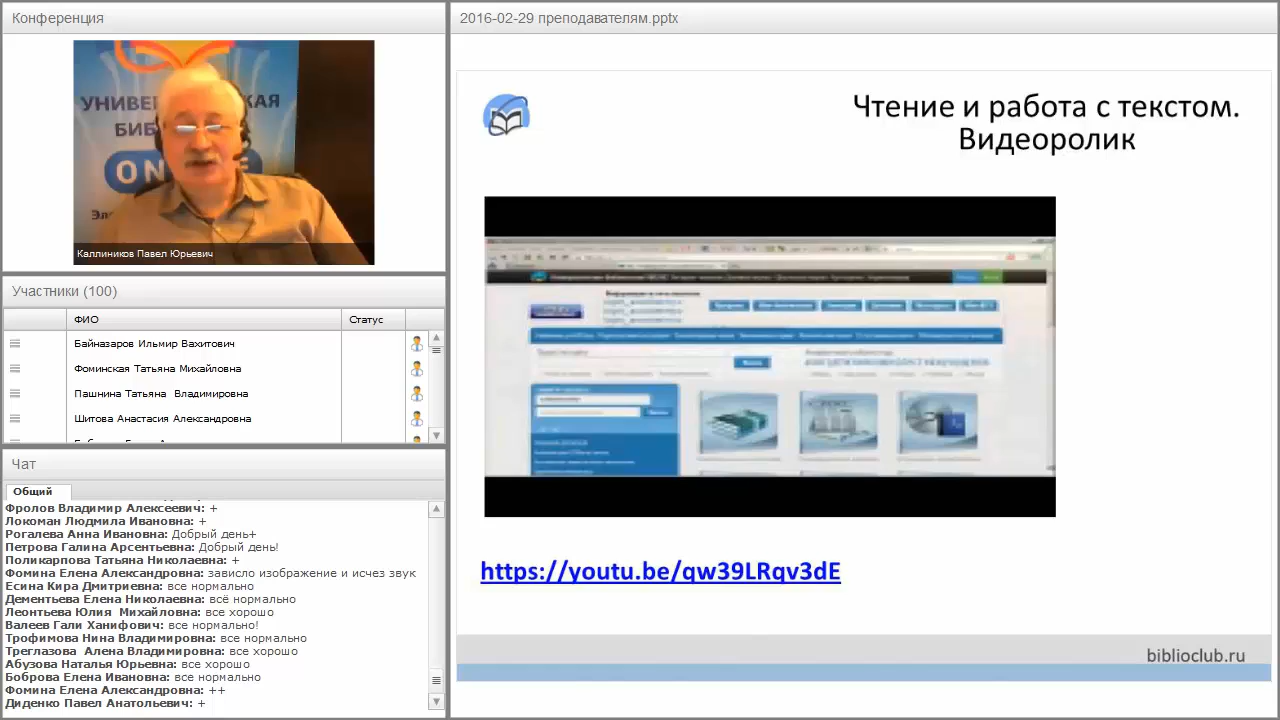 Конференция
УНИВЕР
КАЯ
БИБ
Каллиников Павел Юрьевич
Участники (100)
ФИО
Статус
Байназаров Ильмир Вахитович
Фоминская Татьяна Михайловна
Пашнина Татьяна Владимировна
Шитова Анастасия Александровна
Чат
Общий
Фролов Владимир Алексеевич: +
Локоман Людмила Ивановна: +
Рогалева Анна Ивановна: Добрый день+
Петрова Галина Арсентьевна: Добрый день!
Поликарпова Татьяна Николаевна: +
Фомина Елена Александровна: зависло изображение и исчез звук
Есина Кира Дмитриевна: все нормально
Дементьева Елена Николаевна: всё нормально
Леонтьева Юлия Михайловна: все хорошо
Валеев Гали Ханифович: все нормально!
Трофимова Нина Владимировна: все нормально
Треглазова Алена Владимировна: все хорошо
Абузова Наталья Юрьевна: все хорошо
Боброва Елена Ивановна: все нормально
Фомина Елена Александровна: ++
Диденко Павел Анатольевич: +
2016-02-29 преподавателям.pptx
Чтение и работа с текстом.
Видеоролик
https://youtu.be/qw39LRqv3dE
biblioclub.ru